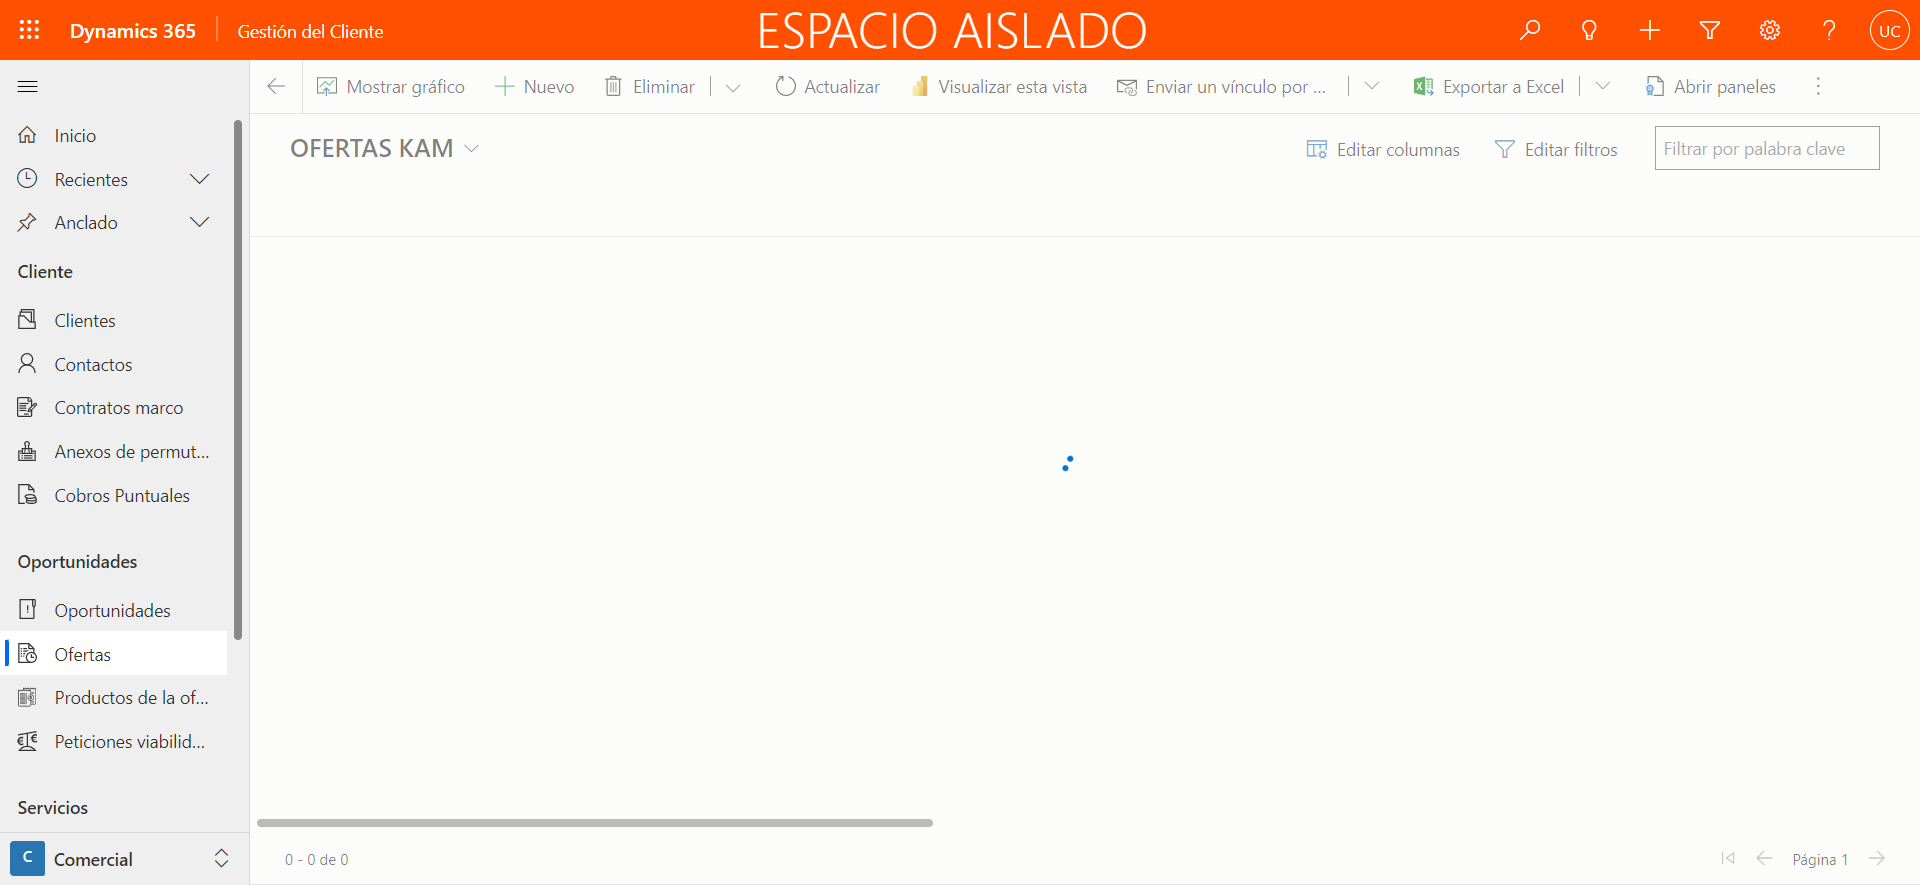 Dynamics 365
Gestión del Cliente
ESPACIO AISLADO
UC
Mostrar gráfico
Nuevo
Eliminar
Actualizar
Visualizar esta vista
Enviar un vínculo por ...
Exportar a Excel
Abrir paneles
Inicio
Recientes
Anclado
Cliente
Clientes
Contactos
Contratos marco
Anexos de permut...
Cobros Puntuales
Oportunidades
Oportunidades
Ofertas
Productos de la of...
Peticiones viabilid...
Servicios
C
Comercial
OFERTAS KAM
Editar columnas
Editar filtros
Filtrar por palabra clave
0 - 0 de 0
Página 1